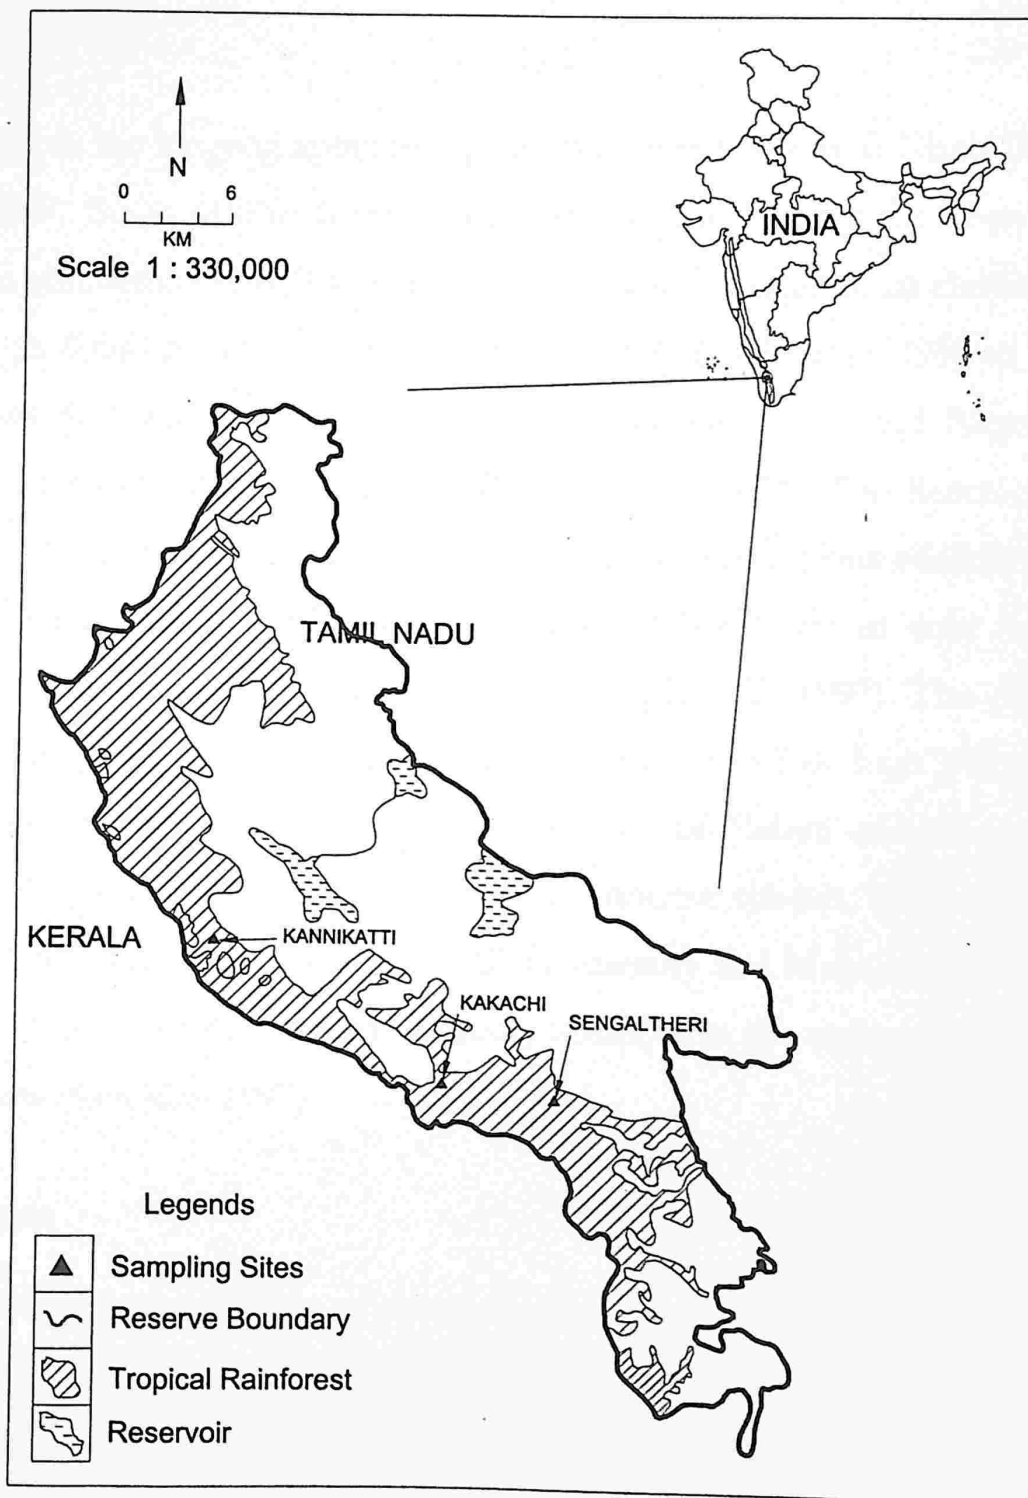 N
0 6
KM
Scale 1 : 330,000
INDIA
TAMIL NADU
KERALA
KANNIKATTI
KAKACHI
SENGALTHERI
Legends
Sampling Sites
Reserve Boundary
Tropical Rainforest
Reservoir